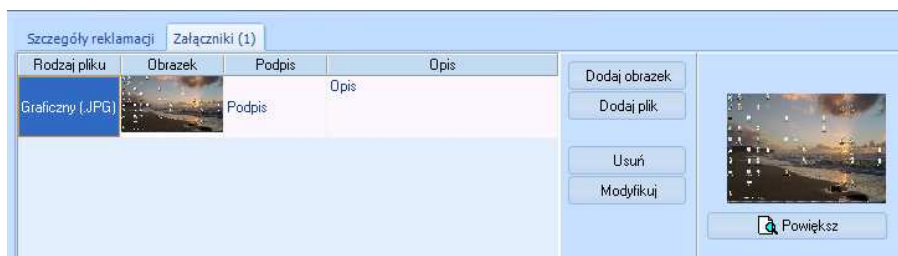 Szczegóły reklamacji Załączniki (1)
Rodzaj pliku Obrazek Podpis Opis
Graficzny (.JPG) Podpis Opis
Dodaj obrazek
Dodaj plik
Usuń
Modyfikuj
Powiększ